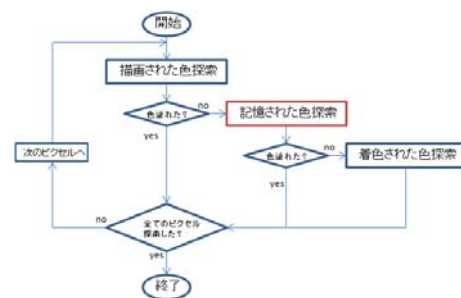 開始
描画された色探索
色塗れた?
no
記憶された色探索
yes
次のピクセルへ
色塗れた?
no
着色された色探索
yes
no
全てのピクセル
探索した?
yes
終了